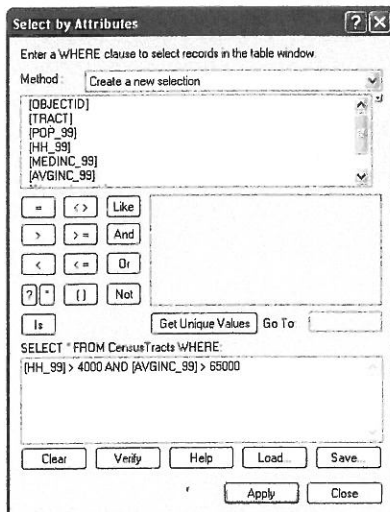 Select by Attributes ? X
Enter a WHERE clause to select records in the table window.
Method : Create a new selection
[OBJECTID]
[TRACT]
[POP_99]
[HH_99]
[MEDINC_99]
[AVGINC_99]
= <> Like
> >= And
< <= Or
? * () Not
Is Get Unique Values Go To:
SELECT * FROM CensusTracts WHERE:
[HH_99] > 4000 AND [AVGINC_99] > 65000
Clear Verify Help Load... Save...
Apply Close